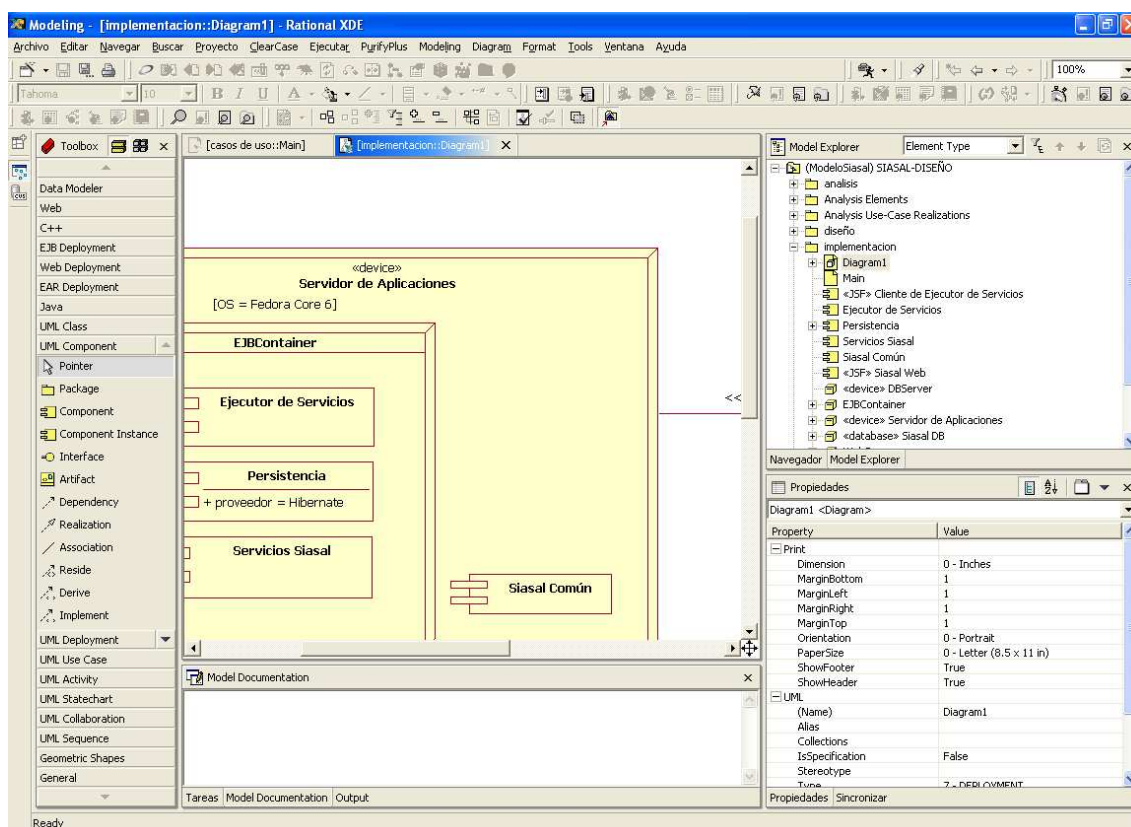 Modeling - [implementacion::Diagram1] - Rational XDE
Archivo Editar Navegar Buscar Proyecto ClearCase Ejecutar PurifyPlus Modeling Diagram Format Tools Ventana Ayuda
100%
Tahoma 10 B I U A
Toolbox
Data Modeler
Web
C++
EJB Deployment
Web Deployment
EAR Deployment
Java
UML Class
UML Component
Pointer
Package
Component
Component Instance
Interface
Artifact
Dependency
Realization
Association
Reside
Derive
Implement
UML Deployment
UML Use Case
UML Activity
UML Statechart
UML Collaboration
UML Sequence
Geometric Shapes
General
[casos de uso::Main] [implementacion::Diagram1]
«device»
Servidor de Aplicaciones
[OS = Fedora Core 6]
EJBContainer
Ejecutor de Servicios
<<
Persistencia
+ proveedor = Hibernate
Servicios Siasal
Siasal Común
Model Documentation
Tareas Model Documentation Output
Model Explorer Element Type
(ModeloSiasal) SIASAL-DISEÑO
analisis
Analysis Elements
Analysis Use-Case Realizations
diseño
implementacion
Diagram1
Main
«JSF» Cliente de Ejecutor de Servicios
Ejecutor de Servicios
Persistencia
Servicios Siasal
Siasal Común
«JSF» Siasal Web
«device» DBServer
EJBContainer
«device» Servidor de Aplicaciones
«database» Siasal DB
Navegador Model Explorer
Propiedades
Diagram1 <Diagram>
Property Value
Print
Dimension 0 - Inches
MarginBottom 1
MarginLeft 1
MarginRight 1
MarginTop 1
Orientation 0 - Portrait
PaperSize 0 - Letter (8.5 x 11 in)
ShowFooter True
ShowHeader True
UML
(Name) Diagram1
Alias
Collections
IsSpecification False
Stereotype
Type 7 - DEPLOYMENT
Propiedades Sincronizar
Ready